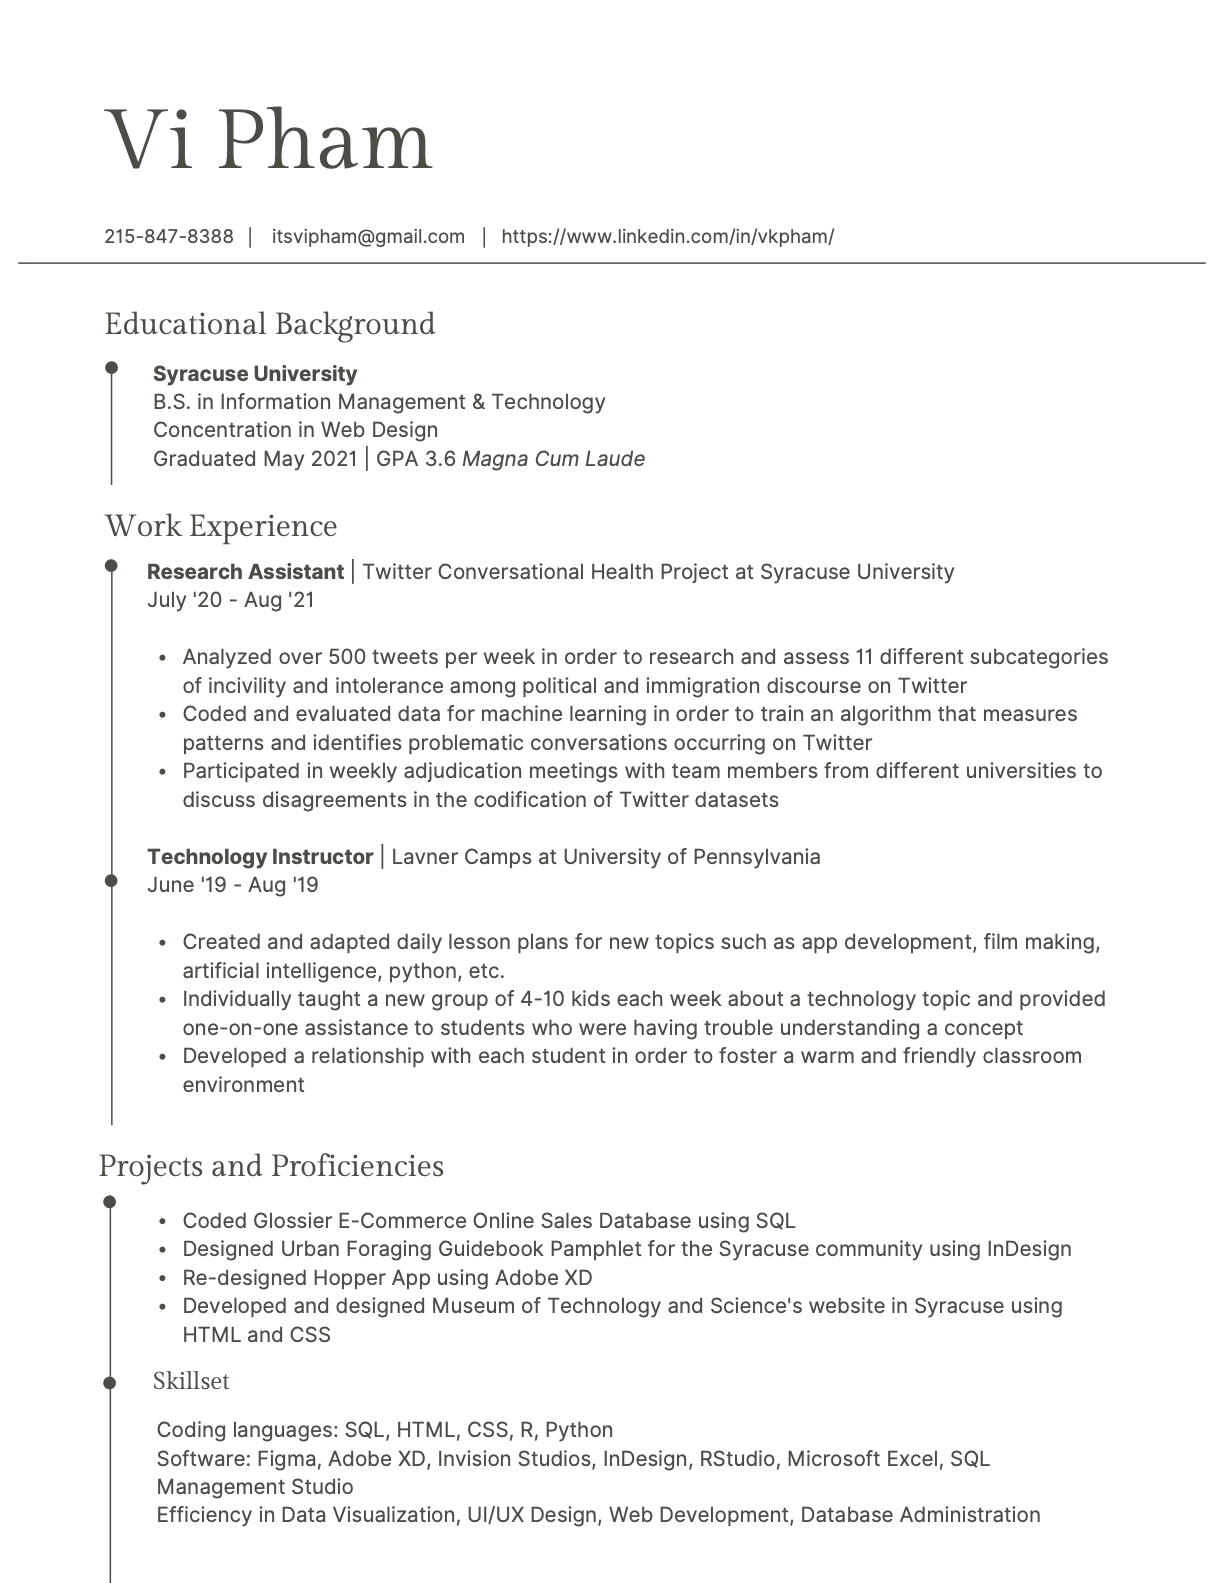 Vi Pham
215-847-8388 | itsvipham@gmail.com | https://www.linkedin.com/in/vkpham/
Educational Background
Syracuse University
B.S. in Information Management & Technology
Concentration in Web Design
Graduated May 2021 | GPA 3.6 Magna Cum Laude
Work Experience
Research Assistant | Twitter Conversational Health Project at Syracuse University
July '20 - Aug '21
• Analyzed over 500 tweets per week in order to research and assess 11 different subcategories
of incivility and intolerance among political and immigration discourse on Twitter
• Coded and evaluated data for machine learning in order to train an algorithm that measures
patterns and identifies problematic conversations occurring on Twitter
• Participated in weekly adjudication meetings with team members from different universities to
discuss disagreements in the codification of Twitter datasets
Technology Instructor | Lavner Camps at University of Pennsylvania
June '19 - Aug '19
• Created and adapted daily lesson plans for new topics such as app development, film making,
artificial intelligence, python, etc.
• Individually taught a new group of 4-10 kids each week about a technology topic and provided
one-on-one assistance to students who were having trouble understanding a concept
• Developed a relationship with each student in order to foster a warm and friendly classroom
environment
Projects and Proficiencies
• Coded Glossier E-Commerce Online Sales Database using SQL
• Designed Urban Foraging Guidebook Pamphlet for the Syracuse community using InDesign
• Re-designed Hopper App using Adobe XD
• Developed and designed Museum of Technology and Science's website in Syracuse using
HTML and CSS
Skillset
Coding languages: SQL, HTML, CSS, R, Python
Software: Figma, Adobe XD, Invision Studios, InDesign, RStudio, Microsoft Excel, SQL
Management Studio
Efficiency in Data Visualization, UI/UX Design, Web Development, Database Administration